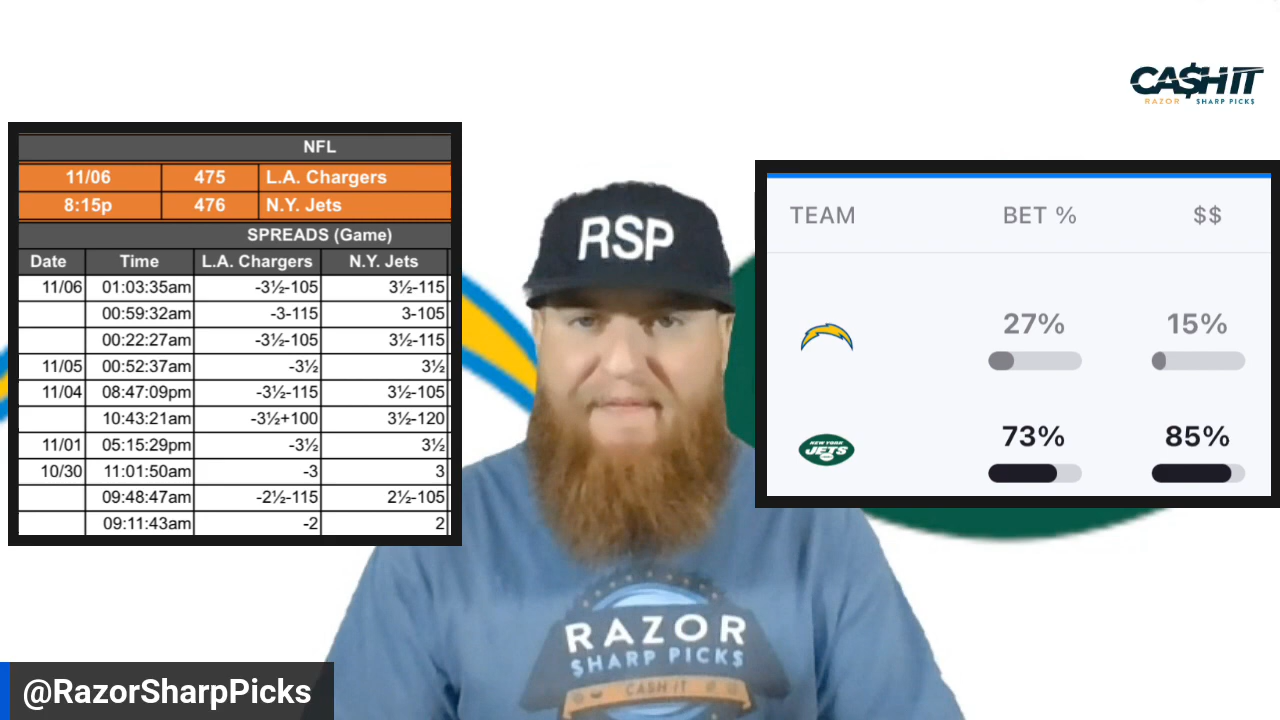 CA$H IT
RAZOR SHARP PICK$
NFL
11/06 475 L.A. Chargers
8:15p 476 N.Y. Jets
SPREADS (Game)
Date Time L.A. Chargers N.Y. Jets
11/06 01:03:35am -3½-105 3½-115
00:59:32am -3-115 3-105
00:22:27am -3½-105 3½-115
11/05 00:52:37am -3½ 3½
11/04 08:47:09pm -3½-115 3½-105
10:43:21am -3½+100 3½-120
11/01 05:15:29pm -3½ 3½
10/30 11:01:50am -3 3
09:48:47am -2½-115 2½-105
09:11:43am -2 2
TEAM BET % $$
27% 15%
NEW YORK
JETS
73% 85%
RSP
RAZOR
$HARP PICK$
CASH IT
@RazorSharpPicks